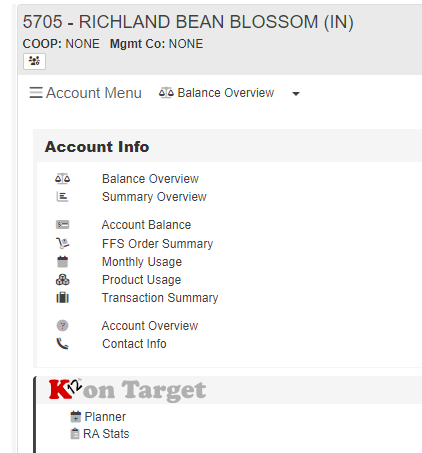 5705 - RICHLAND BEAN BLOSSOM (IN)
COOP: NONE Mgmt Co: NONE
Account Menu Balance Overview
Account Info
Balance Overview
Summary Overview
Account Balance
FFS Order Summary
Monthly Usage
Product Usage
Transaction Summary
Account Overview
Contact Info
K12 on Target
Planner
RA Stats